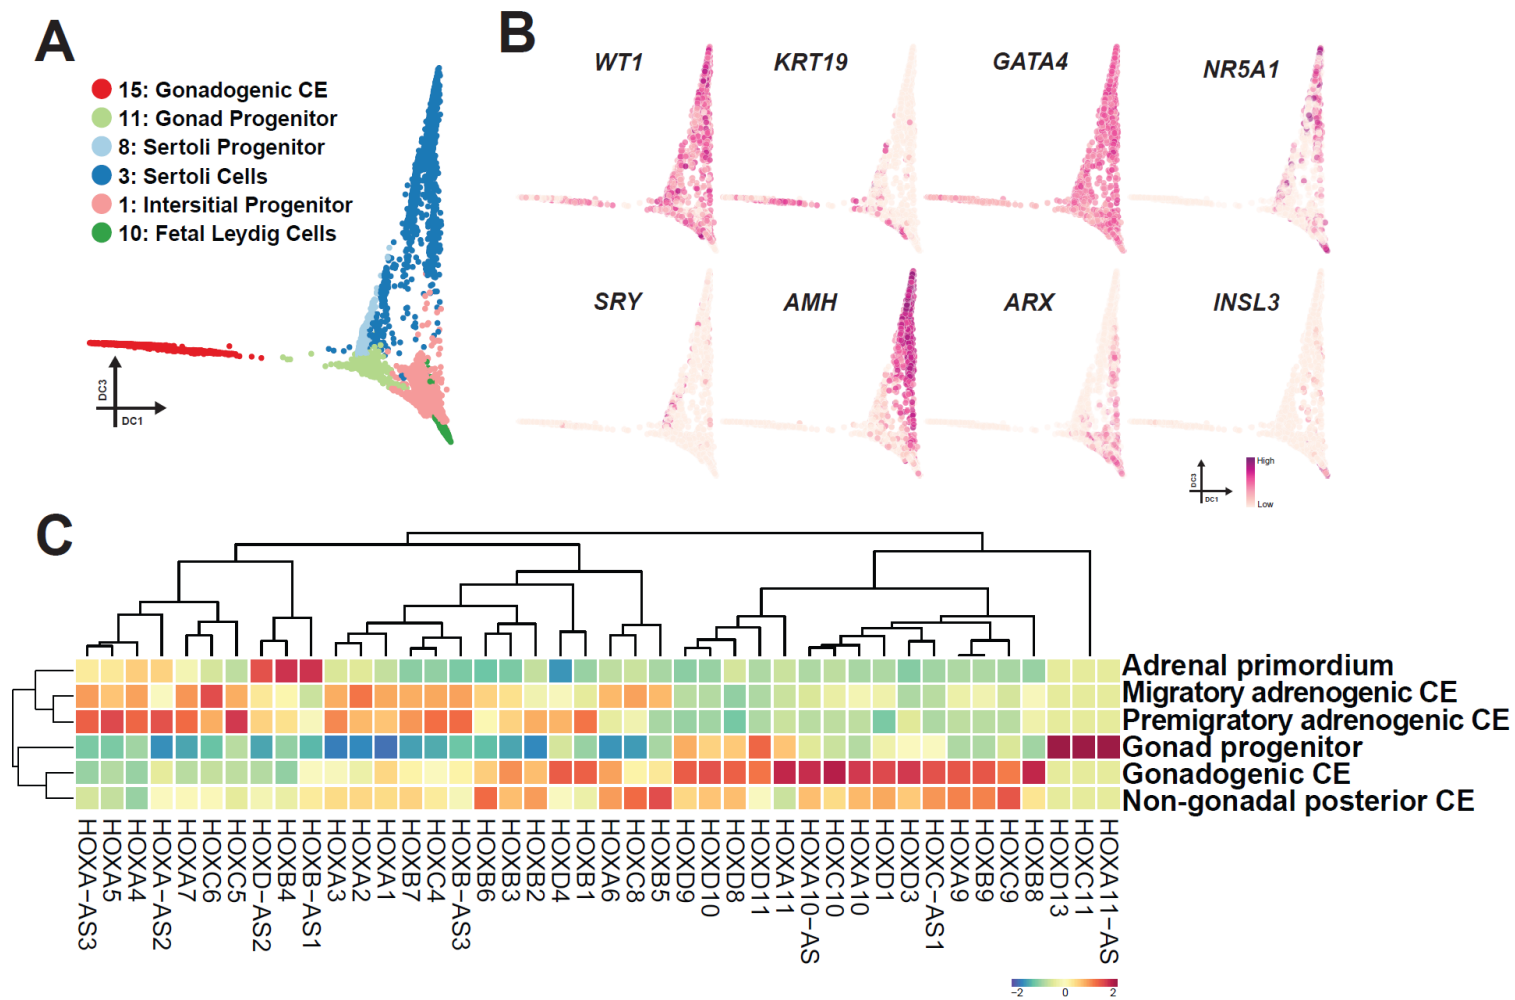 A
15: Gonadogenic CE
11: Gonad Progenitor
8: Sertoli Progenitor
3: Sertoli Cells
1: Intersitial Progenitor
10: Fetal Leydig Cells
DC3
DC1
B
WT1
KRT19
GATA4
NR5A1
SRY
AMH
ARX
INSL3
DC3
DC1
High
Low
C
Adrenal primordium
Migratory adrenogenic CE
Premigratory adrenogenic CE
Gonad progenitor
Gonadogenic CE
Non-gonadal posterior CE
HOXA-AS3
HOXA5
HOXA4
HOXA-AS2
HOXA7
HOXC6
HOXC5
HOXD-AS2
HOXB4
HOXB-AS1
HOXA3
HOXA2
HOXA1
HOXB7
HOXC4
HOXB-AS3
HOXB6
HOXB3
HOXB2
HOXD4
HOXB1
HOXA6
HOXC8
HOXB5
HOXD9
HOXD10
HOXD8
HOXD11
HOXA11
HOXA10-AS
HOXC10
HOXA10
HOXD1
HOXD3
HOXC-AS1
HOXA9
HOXB9
HOXC9
HOXB8
HOXD13
HOXC11
HOXA11-AS
-2
0
2